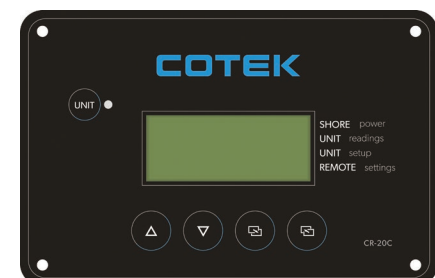 COTEK
UNIT
SHORE power
UNIT readings
UNIT setup
REMOTE settings
CR-20C